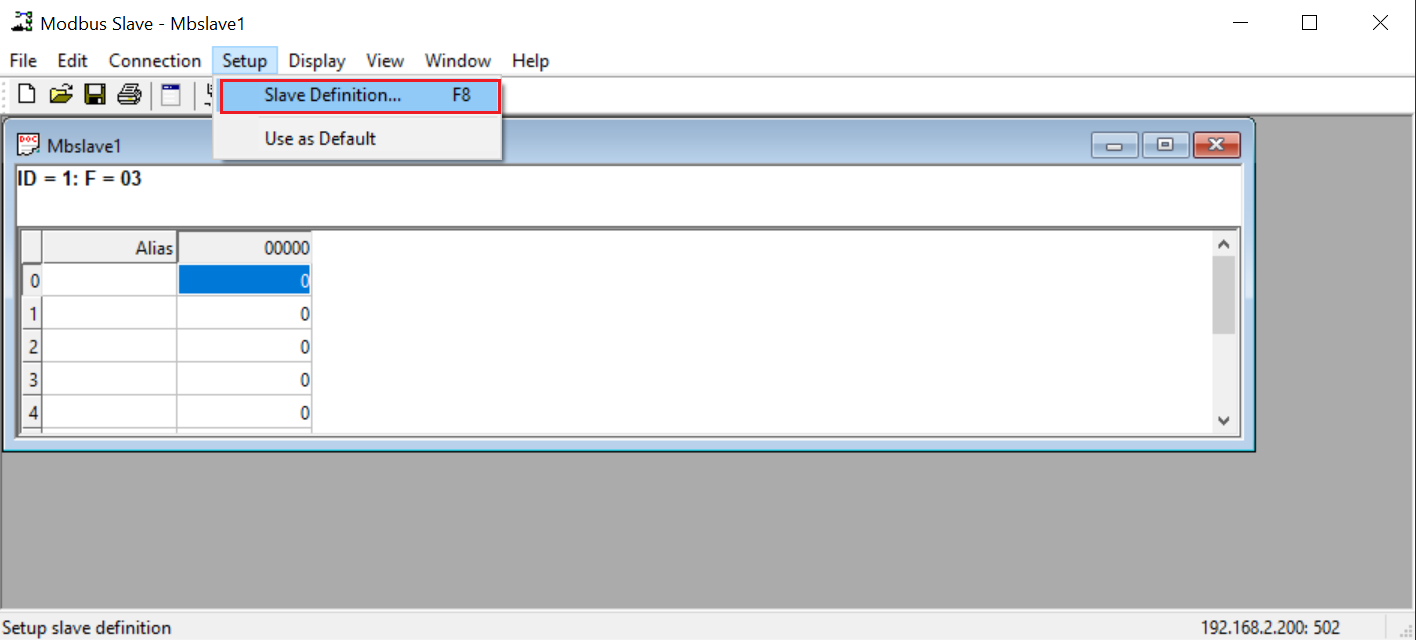 Modbus Slave - Mbslave1
File Edit Connection Setup Display View Window Help
Slave Definition... F8
Use as Default
DOC Mbslave1
ID = 1: F = 03
Alias 00000
0 0
1 0
2 0
3 0
4 0
Setup slave definition 192.168.2.200: 502